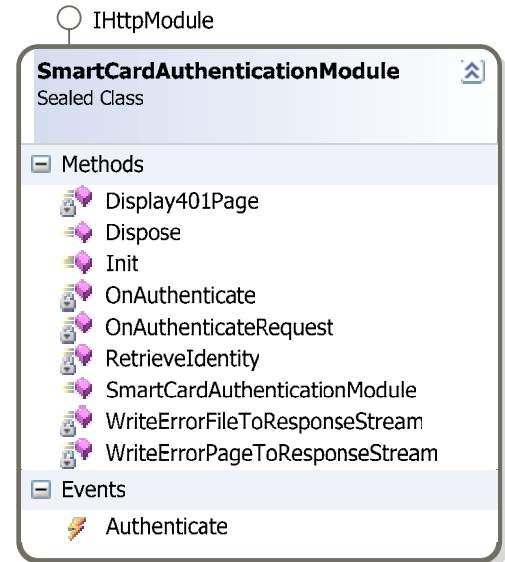 IHttpModule
SmartCardAuthenticationModule
Sealed Class
Methods
Display401Page
Dispose
Init
OnAuthenticate
OnAuthenticateRequest
RetrieveIdentity
SmartCardAuthenticationModule
WriteErrorFileToResponseStream
WriteErrorPageToResponseStream
Events
Authenticate